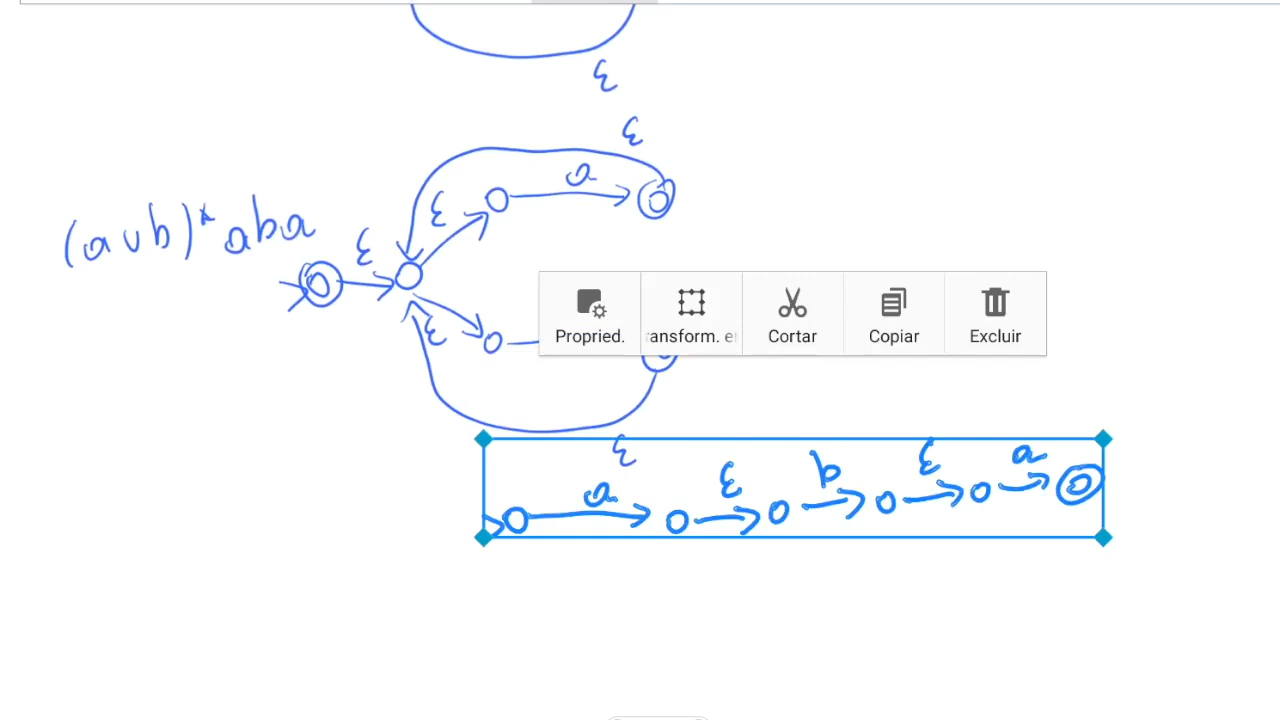 ε
ε
a
ε
(a ∪ b)* aba
ε
ε
Propried.
ransform. e
Cortar
Copiar
Excluir
ε
a ε b ε a